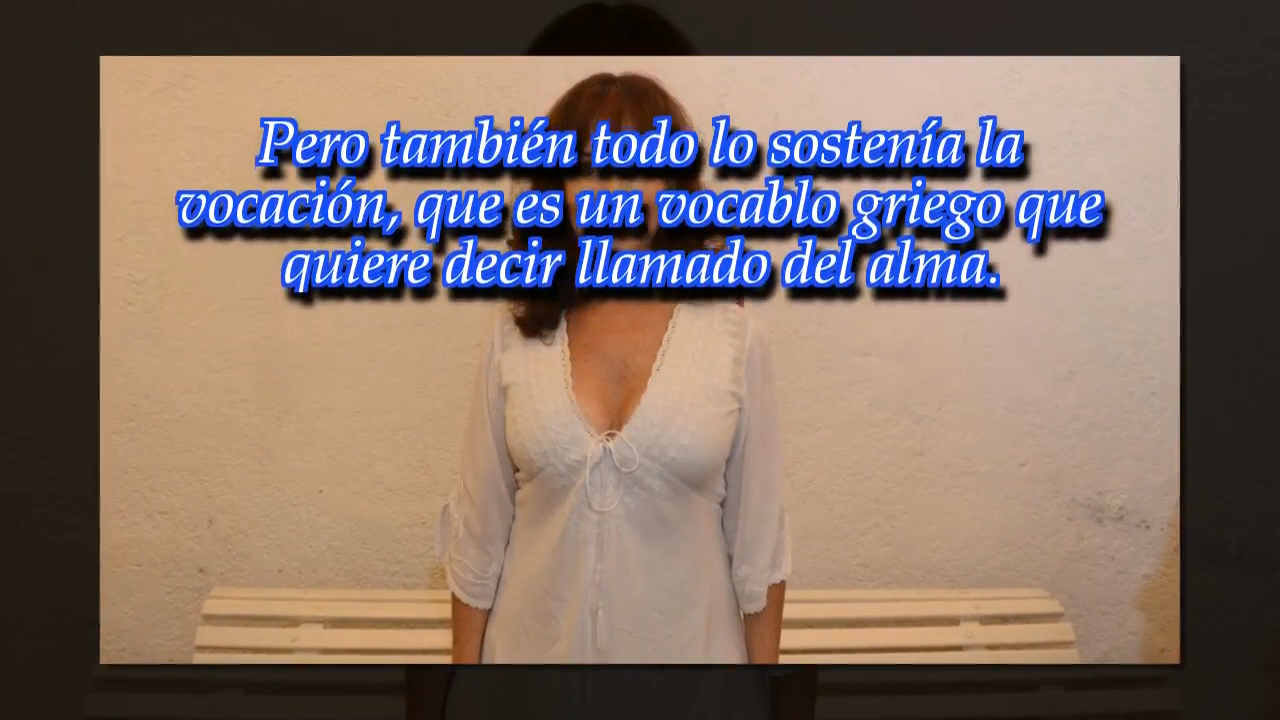 Pero también todo lo sostenía la
vocación, que es un vocablo griego que
quiere decir llamado del alma.